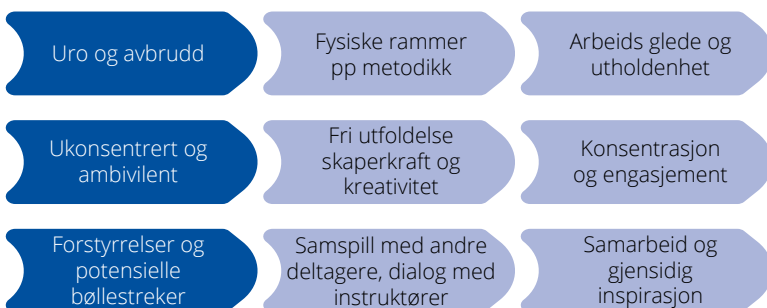 Uro og avbrudd
Fysiske rammer
pp metodikk
Arbeids glede og
utholdenhet
Ukonsentrert og
ambivilent
Fri utfoldelse
skaperkraft og
kreativitet
Konsentrasjon
og engasjement
Forstyrrelser og
potensielle
bøllestreker
Samspill med andre
deltagere, dialog med
instruktører
Samarbeid og
gjensidig
inspirasjon